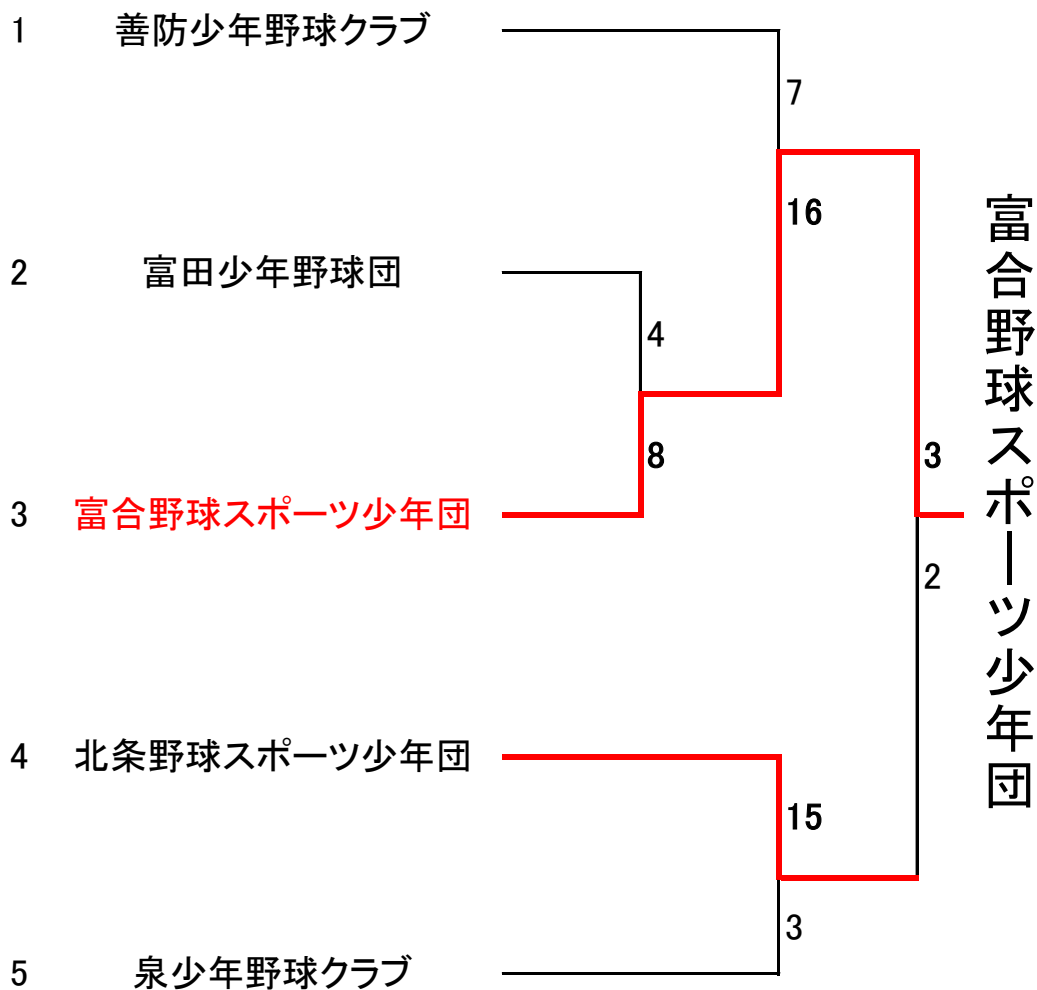 1 善防少年野球クラブ
7
16
2 富田少年野球団
4
8
3 富合野球スポーツ少年団
3
2
4 北条野球スポーツ少年団
15
3
5 泉少年野球クラブ
富合野球スポーツ少年団